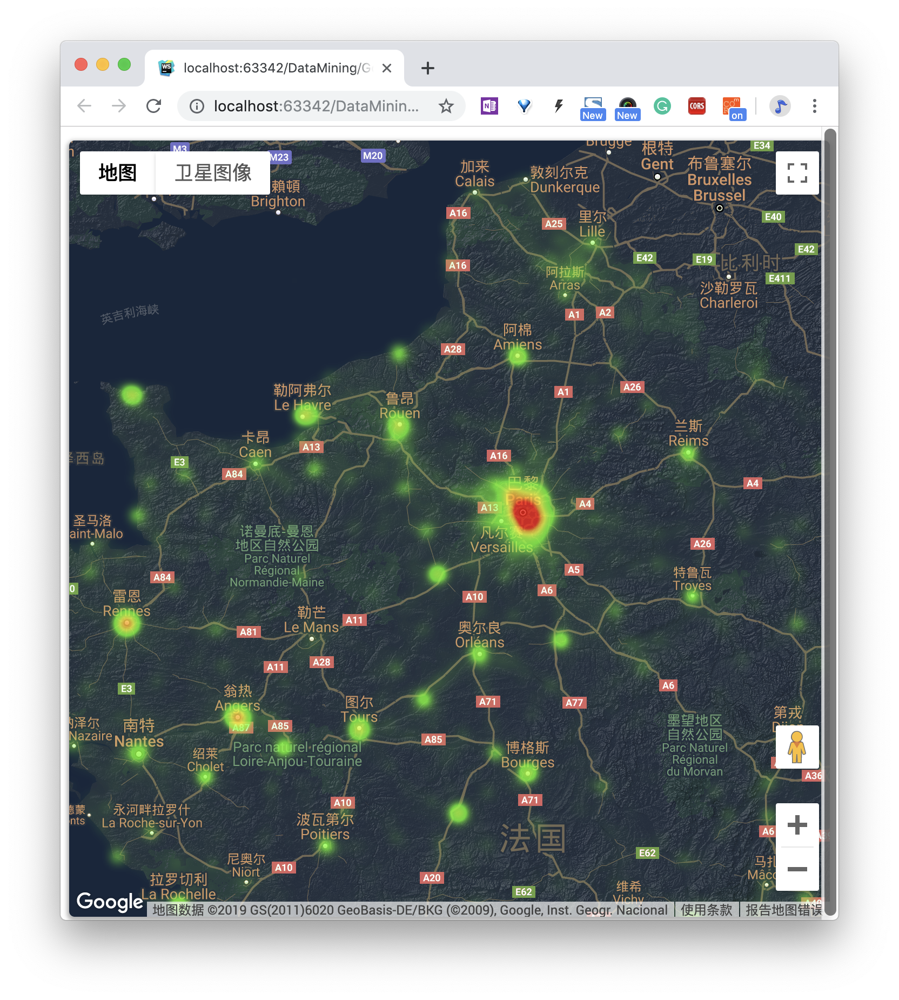 localhost:63342/DataMining/G
localhost:63342/DataMinin...
New
New
CORS
on
地图
卫星图像
M3
M23
M20
賴頓
Brighton
加来
Calais
敦刻尔克
Dunkerque
Brugge
根特
Gent
布鲁塞尔
Bruxelles
Brussel
E34
E40
A16
A25
里尔
Lille
E42
E19
E42
比利时
E411
A16
阿拉斯
Arras
沙勒罗瓦
Charleroi
英吉利海峡
A1
A2
阿棉
Amiens
A28
勒阿弗尔
Le Havre
鲁昂
Rouen
A1
A26
兰斯
Reims
卡昂
Caen
A13
泽西岛
E3
A84
A16
A4
巴黎
Paris
A13
A4
圣马洛
aint-Malo
凡尔赛
Versailles
诺曼底-曼恩
地区自然公园
Parc Naturel
Régional
Normandie-Maine
A26
A84
0
A5
特鲁瓦
Troyes
雷恩
Rennes
A10
A6
勒芒
Le Mans
A11
A81
奥尔良
Orléans
A11
A28
E3
A6
翁热
Angers
A87
A85
图尔
Tours
A71
A77
纳泽尔
Nazaire
南特
Nantes
墨望地区
自然公园
Parc Naturel
Régional
du Morvan
第戎
Dijon
绍莱
Cholet
Parc naturel régional
Loire-Anjou-Touraine
A85
博格斯
Bourges
A36
A10
A71
德蒙
nts
永河畔拉罗什
La Roche-sur-Yon
波瓦第尔
Poitiers
法国
A6
E62
尼奥尔
Niort
A10
A20
马扎
Mâco
拉罗切利
La Rochelle
E62
维希
Vichy
A40
Google
地图数据 ©2019 GS(2011)6020 GeoBasis-DE/BKG (©2009), Google, Inst. Geogr. Nacional
使用条款
报告地图错误